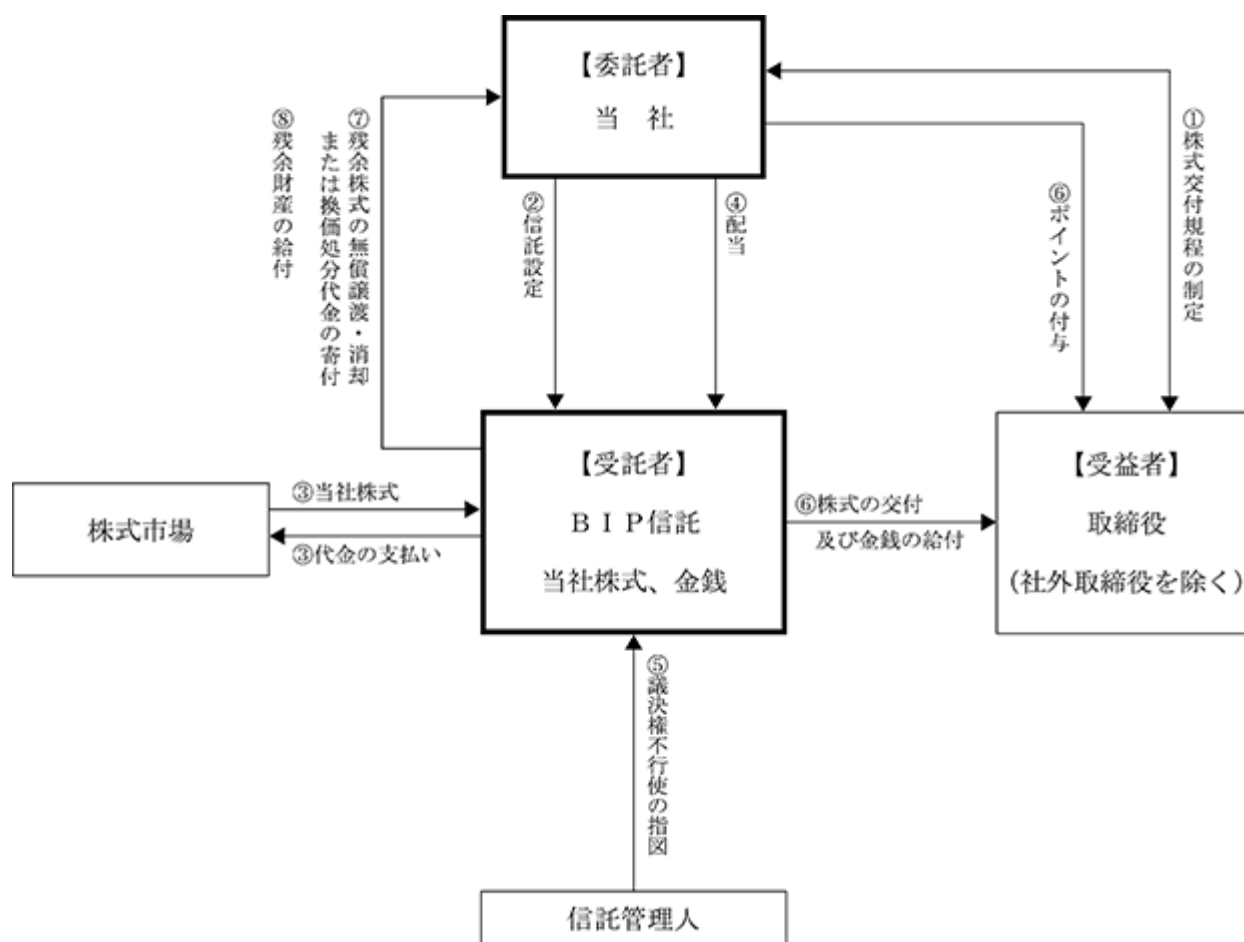 【委託者】
当　社
⑧残余財産の給付
⑦残余株式の無償譲渡・消却
または換価処分代金の寄付
②信託設定
④配当
⑥ポイントの付与
①株式交付規程の制定
株式市場
③当社株式
③代金の支払い
【受託者】
ＢＩＰ信託
当社株式、金銭
⑥株式の交付
及び金銭の給付
【受益者】
取締役
（社外取締役を除く）
⑤議決権不行使の指図
信託管理人